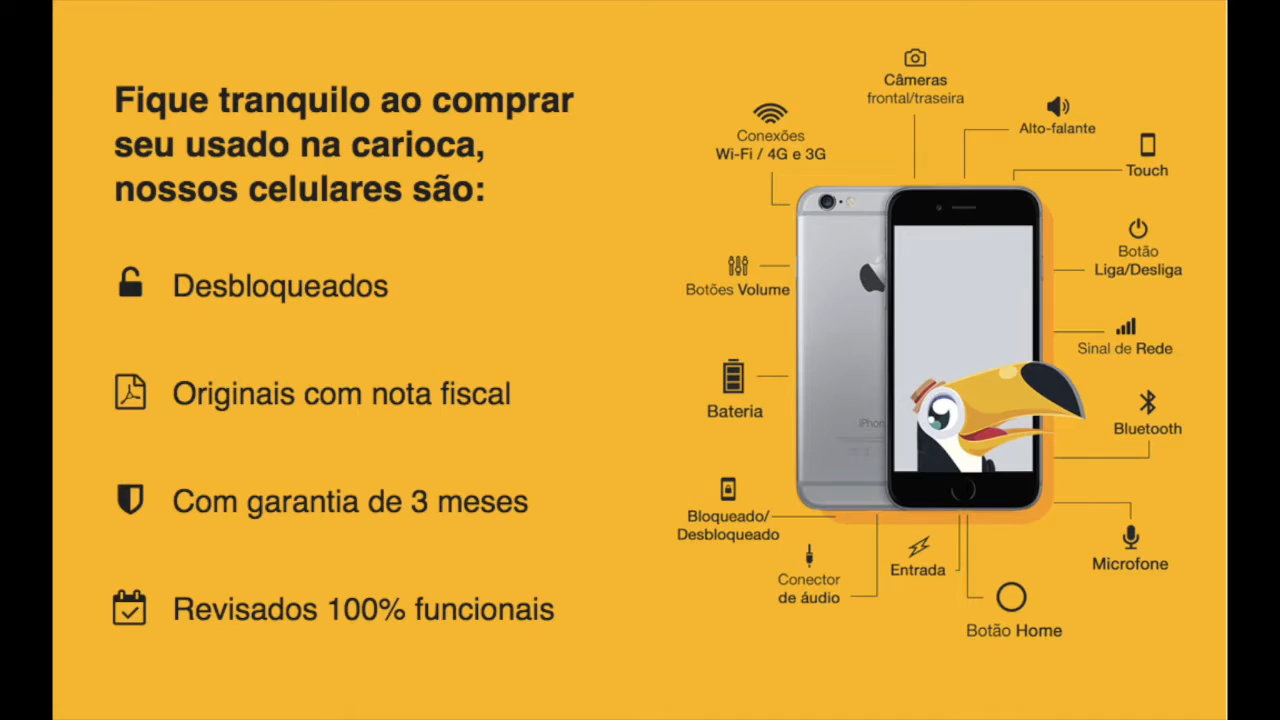 Fique tranquilo ao comprar
seu usado na carioca,
nossos celulares são:
Desbloqueados
Originais com nota fiscal
Com garantia de 3 meses
Revisados 100% funcionais
Câmeras
frontal/traseira
Conexões
Wi-Fi / 4G e 3G
Alto-falante
Touch
Botão
Liga/Desliga
Botões Volume
Sinal de Rede
Bateria
Bluetooth
iPhon
Bloqueado/
Desbloqueado
Microfone
Conector
de áudio
Entrada
Botão Home